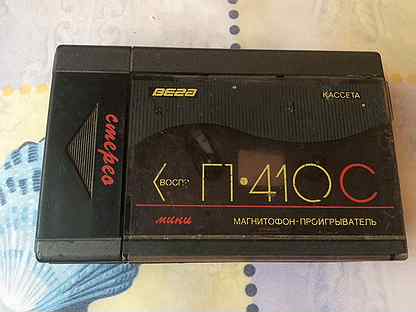 ВЕГА
КАССЕТА
стерео
ВОСПР
П·410С
мини
МАГНИТОФОН-ПРОИГРЫВАТЕЛЬ